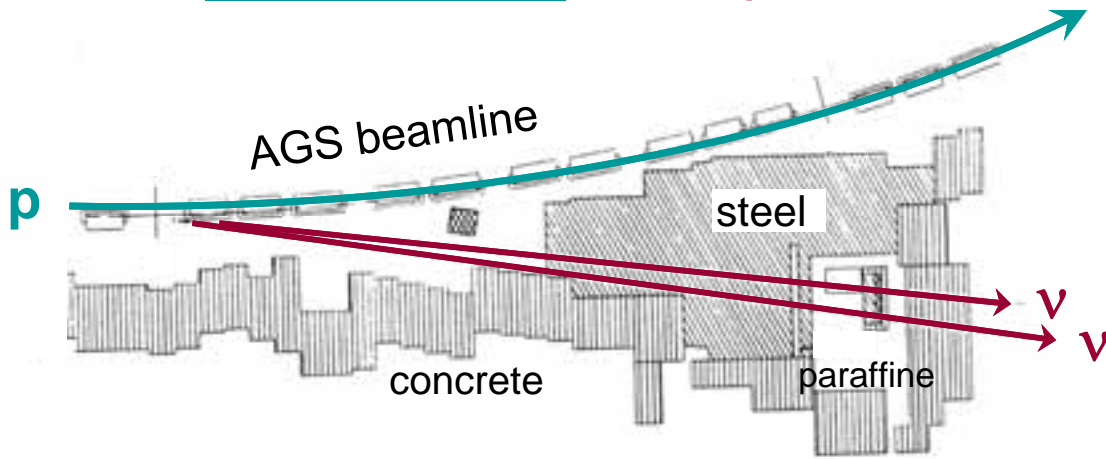 AGS beamline
p
steel
ν
ν
concrete
paraffine